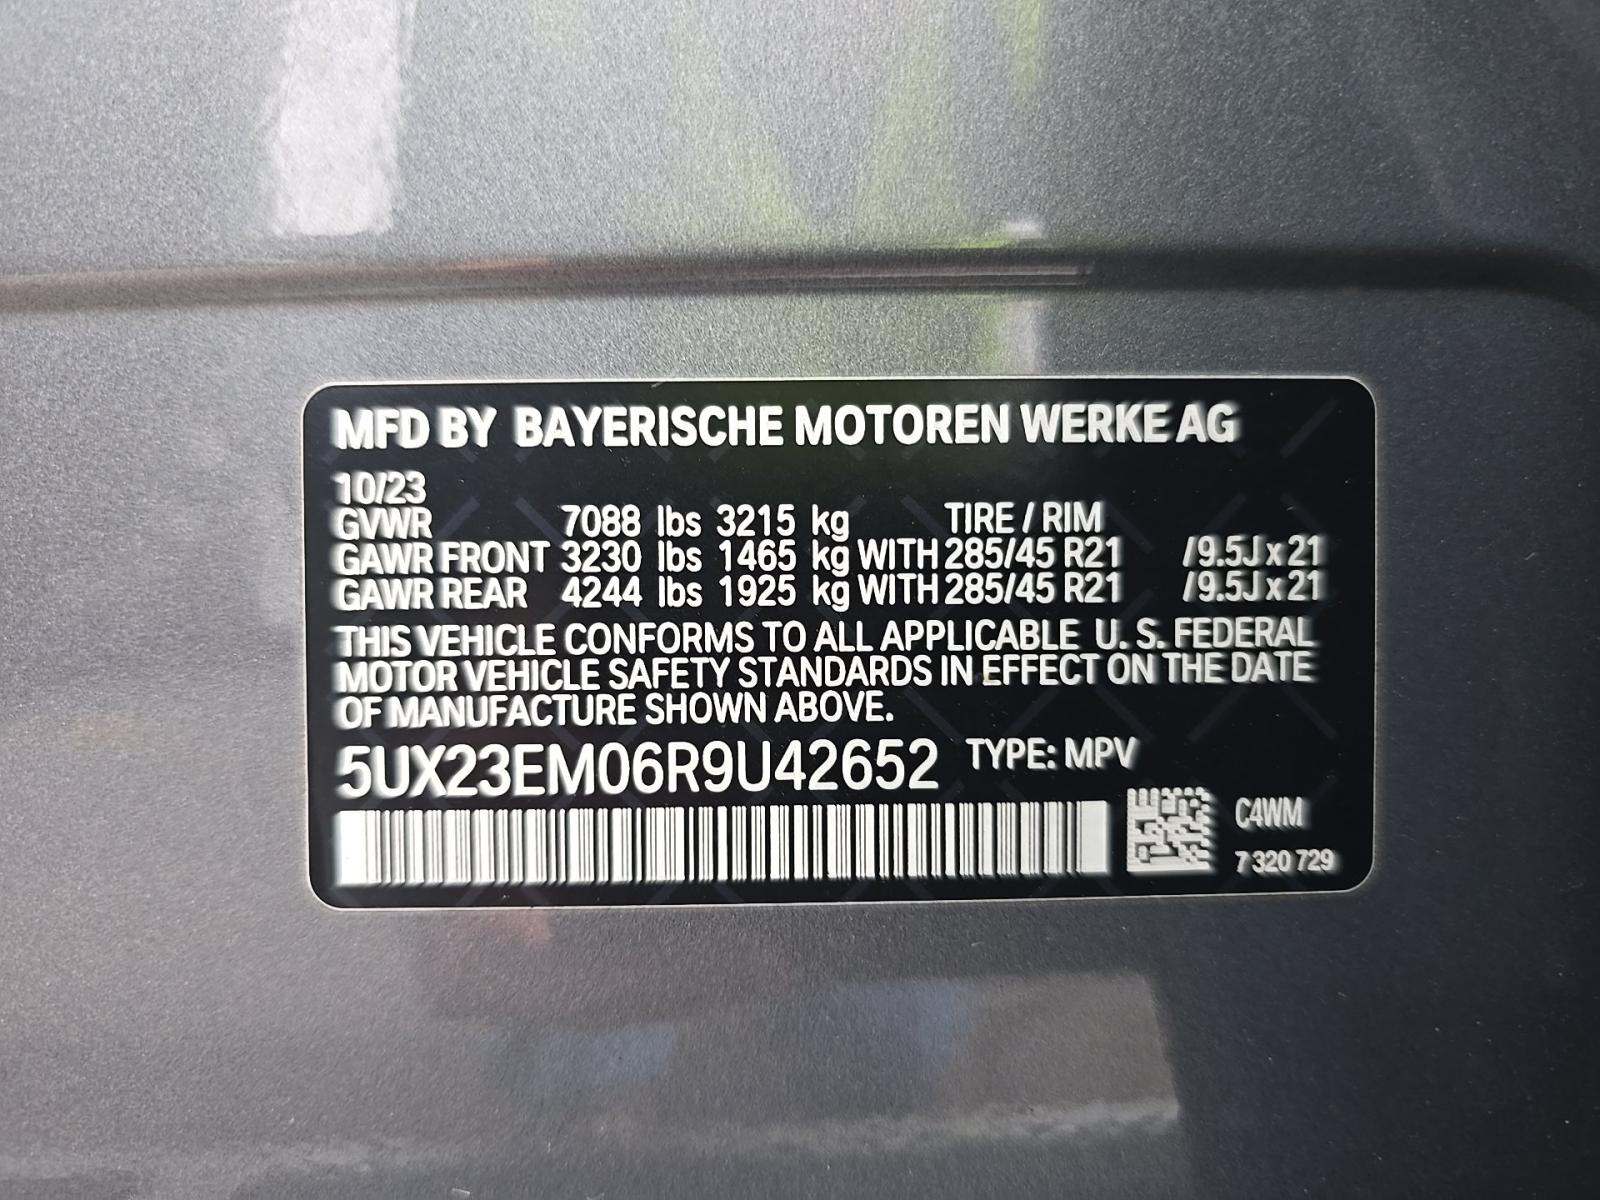 MFD BY BAYERISCHE MOTOREN WERKE AG
10/23
GVWR 7088 lbs 3215 kg TIRE / RIM
GAWR FRONT 3230 lbs 1465 kg WITH 285/45 R21 /9.5J x 21
GAWR REAR 4244 lbs 1925 kg WITH 285/45 R21 /9.5J x 21
THIS VEHICLE CONFORMS TO ALL APPLICABLE U. S. FEDERAL
MOTOR VEHICLE SAFETY STANDARDS IN EFFECT ON THE DATE
OF MANUFACTURE SHOWN ABOVE.
5UX23EM06R9U42652 TYPE: MPV
C4WM
7 320 729